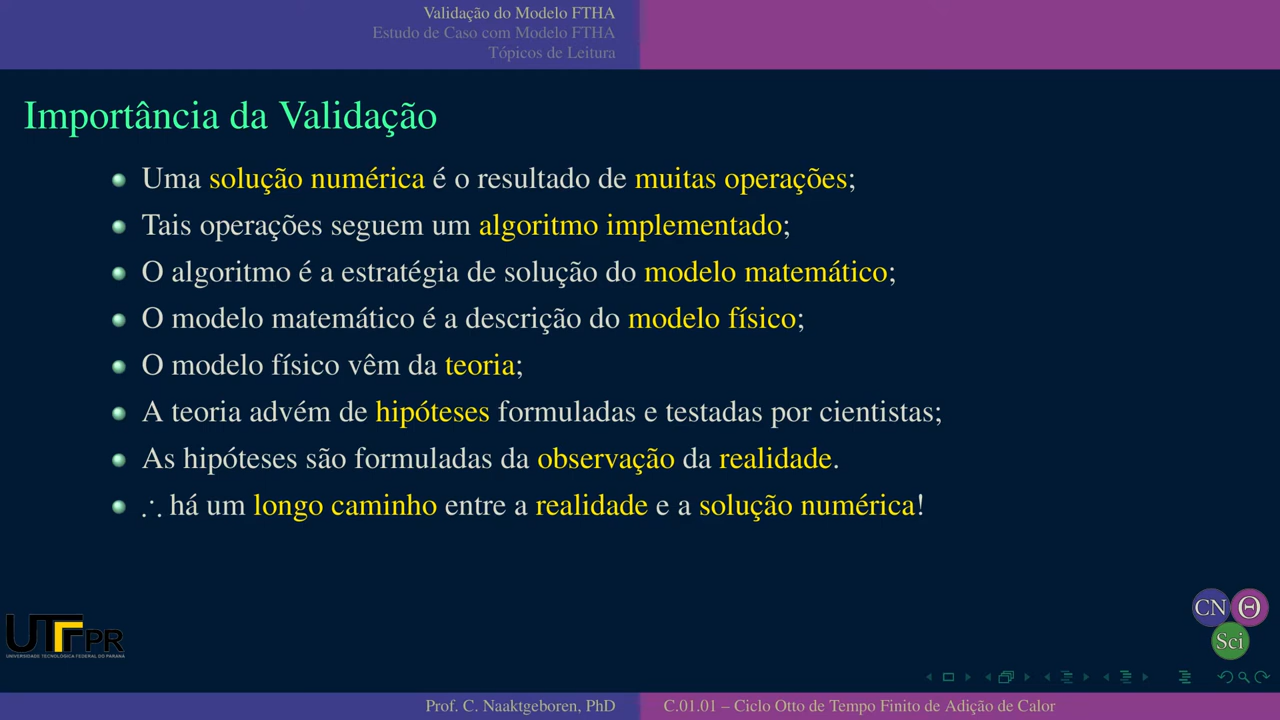 Validação do Modelo FTHA
Estudo de Caso com Modelo FTHA
Tópicos de Leitura
Importância da Validação
Uma solução numérica é o resultado de muitas operações;
Tais operações seguem um algoritmo implementado;
O algoritmo é a estratégia de solução do modelo matemático;
O modelo matemático é a descrição do modelo físico;
O modelo físico vêm da teoria;
A teoria advém de hipóteses formuladas e testadas por cientistas;
As hipóteses são formuladas da observação da realidade.
∴ há um longo caminho entre a realidade e a solução numérica!
UTFPR
UNIVERSIDADE TECNOLÓGICA FEDERAL DO PARANÁ
CN Θ
Sci
Prof. C. Naaktgeboren, PhD
C.01.01 – Ciclo Otto de Tempo Finito de Adição de Calor